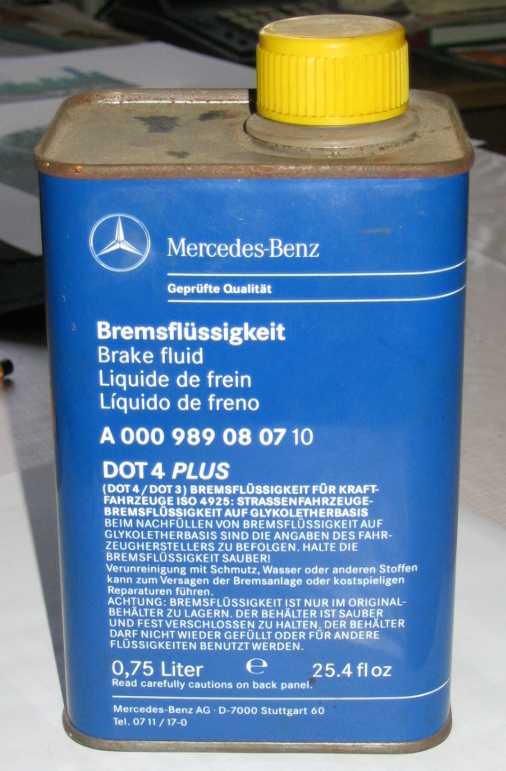 Mercedes-Benz
Geprüfte Qualität
Bremsflüssigkeit
Brake fluid
Liquide de frein
Líquido de freno
A 000 989 08 07 10
DOT 4 PLUS
(DOT 4 / DOT 3) BREMSFLÜSSIGKEIT FÜR KRAFT-
FAHRZEUGE ISO 4925: STRASSENFAHRZEUGE-
BREMSFLÜSSIGKEIT AUF GLYKOLETHERBASIS
BEIM NACHFÜLLEN VON BREMSFLÜSSIGKEIT AUF
GLYKOLETHERBASIS SIND DIE ANGABEN DES FAHR-
ZEUGHERSTELLERS ZU BEFOLGEN. HALTE DIE
BREMSFLÜSSIGKEIT SAUBER!
Verunreinigung mit Schmutz, Wasser oder anderen Stoffen
kann zum Versagen der Bremsanlage oder kostspieligen
Reparaturen führen.
ACHTUNG: BREMSFLÜSSIGKEIT IST NUR IM ORIGINAL-
BEHÄLTER ZU LAGERN. DER BEHÄLTER IST SAUBER
UND FEST VERSCHLOSSEN ZU HALTEN. DER BEHÄLTER
DARF NICHT WIEDER GEFÜLLT ODER FÜR ANDERE
FLÜSSIGKEITEN BENUTZT WERDEN.
0,75 Liter ℮ 25.4 fl oz
Read carefully cautions on back panel.
Mercedes-Benz AG · D-7000 Stuttgart 60
Tel. 07 11 / 17-0